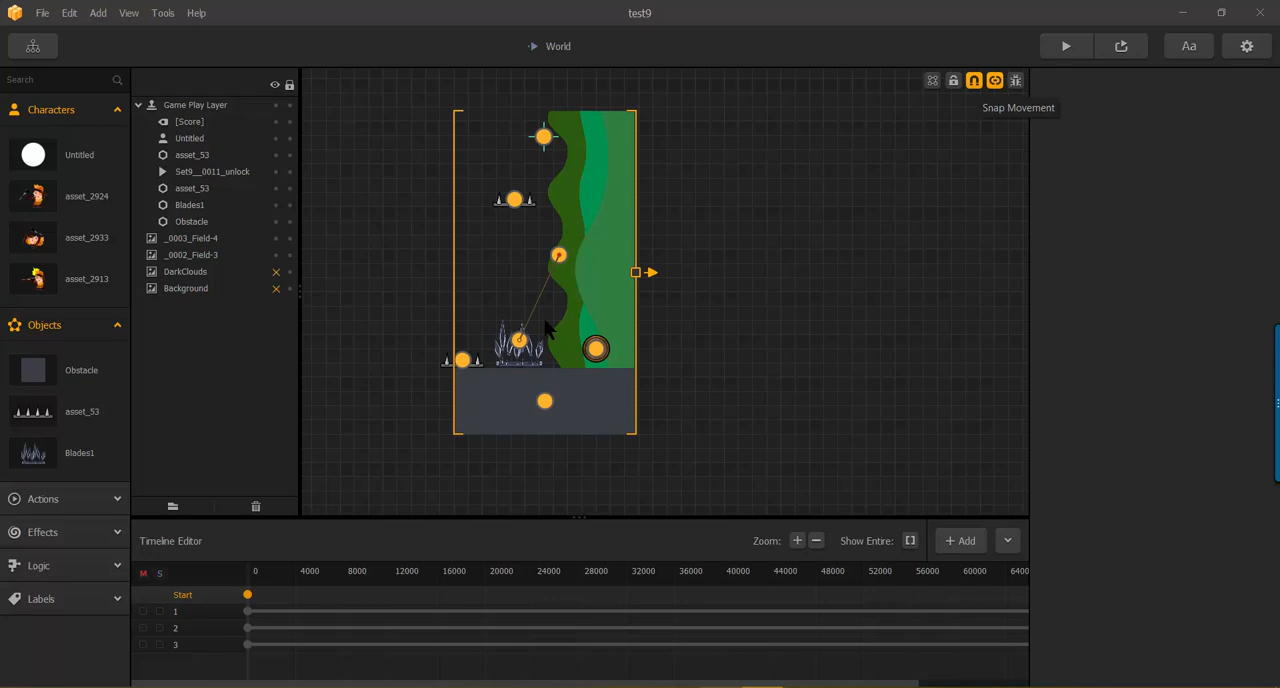 File Edit Add View Tools Help
test9
World
Aa
Search
Characters
Untitled
asset_2924
asset_2933
asset_2913
Objects
Obstacle
asset_53
Blades1
Actions
Effects
Logic
Labels
Game Play Layer
[Score]
Untitled
asset_53
Set9__0011_unlock
asset_53
Blades1
Obstacle
_0003_Field-4
_0002_Field-3
DarkClouds
Background
Snap Movement
Timeline Editor
Zoom: + −
Show Entire: [ ]
+ Add
M S
0 4000 8000 12000 16000 20000 24000 28000 32000 36000 40000 44000 48000 52000 56000 60000 6400
Start
1
2
3